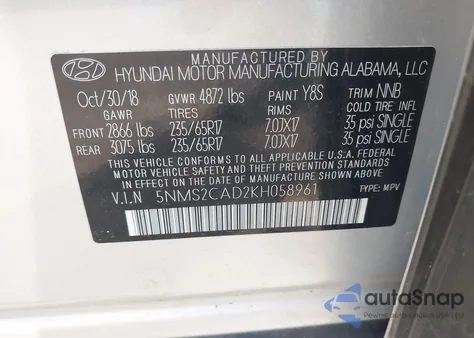 MANUFACTURED BY
HYUNDAI MOTOR MANUFACTURING ALABAMA, LLC
Oct/30/18 GVWR 4872 lbs PAINT Y8S TRIM NNB
GAWR TIRES RIMS COLD TIRE INFL.
FRONT 2866 lbs 235/65R17 7.0JX17 35 psi SINGLE
REAR 3075 lbs 235/65R17 7.0JX17 35 psi SINGLE
THIS VEHICLE CONFORMS TO ALL APPLICABLE U.S.A. FEDERAL
MOTOR VEHICLE SAFETY AND THEFT PREVENTION STANDARDS
IN EFFECT ON THE DATE OF MANUFACTURE SHOWN ABOVE.
V.I.N 5NMS2CAD2KH058961 TYPE: MPV
autoSnap